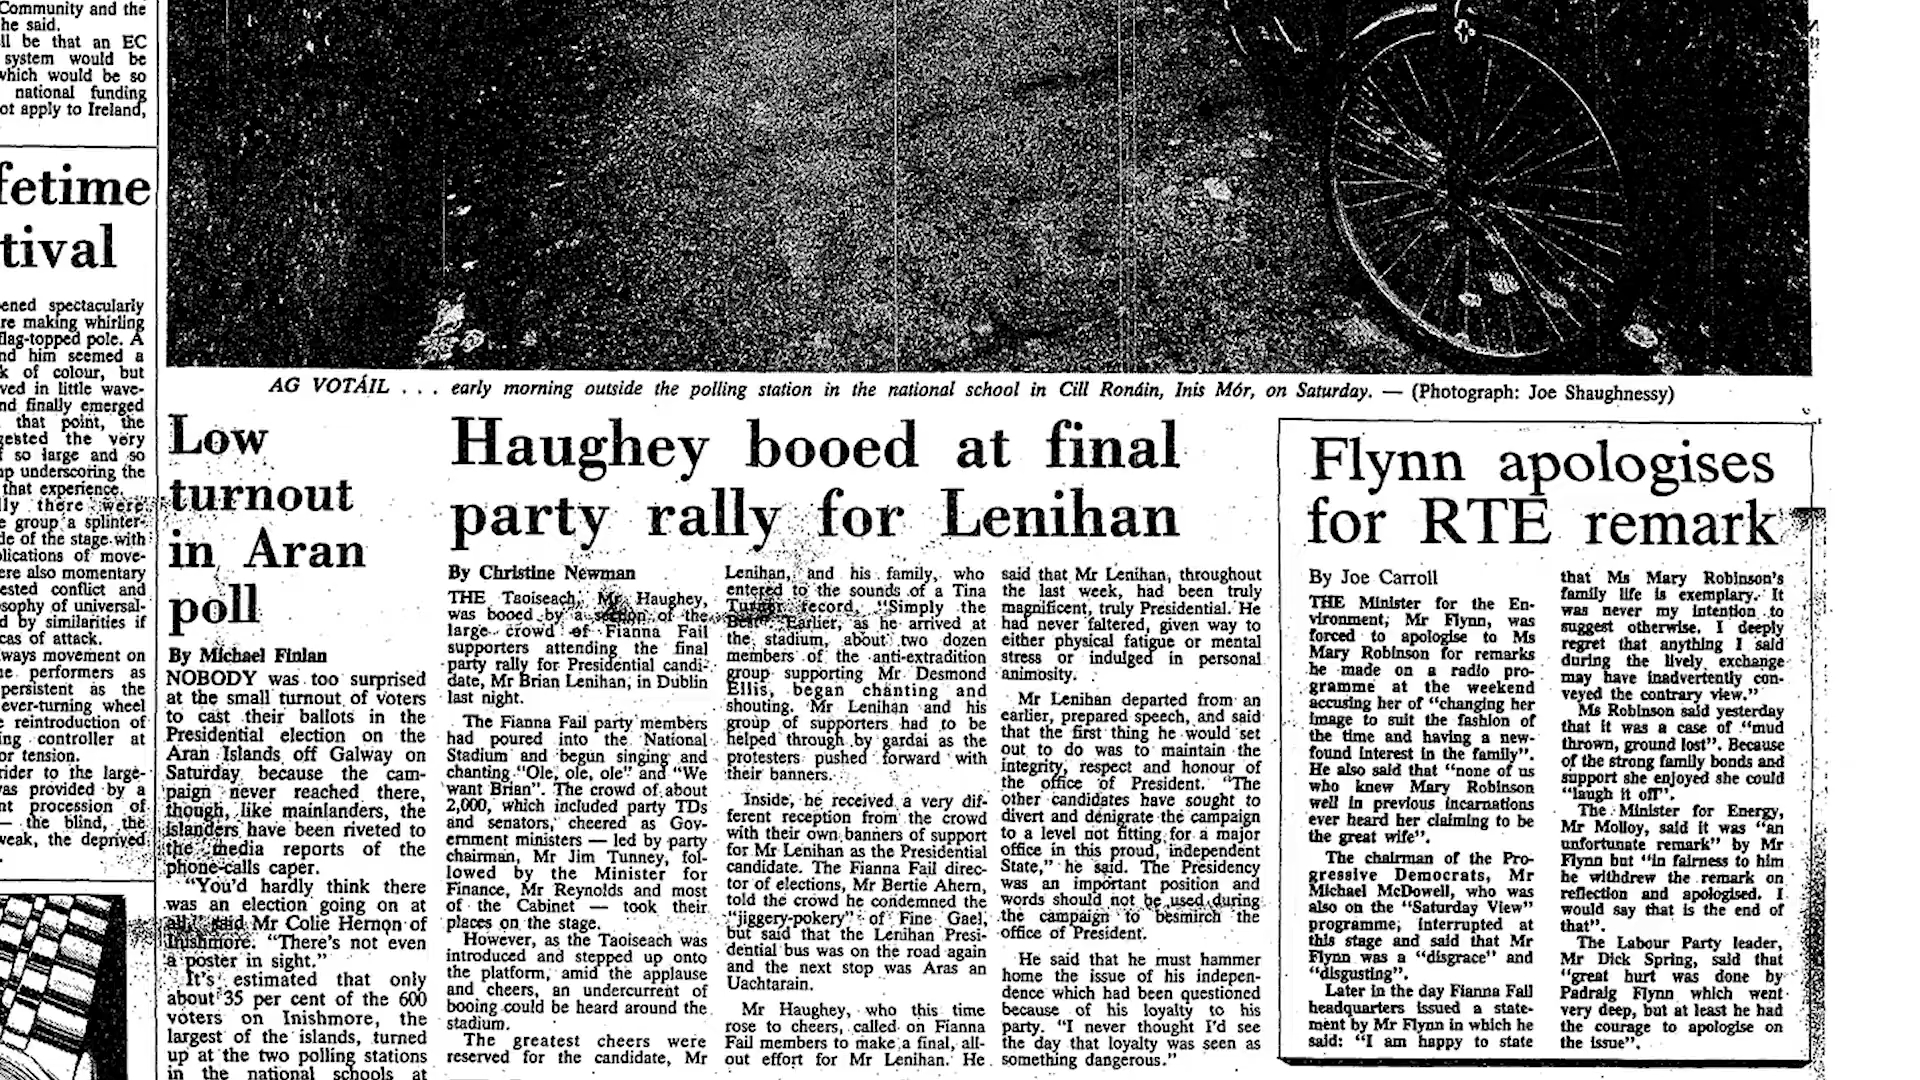 Community and the
he said.
ll be that an EC
system would be
which would be so
national funding
ot apply to Ireland,
fetime
tival
ened spectacularly
re making whirling
flag-topped pole. A
nd him seemed a
k of colour, but
ved in little wave-
nd finally emerged
that point, the
gested the very
f so large and so
p underscoring the
that experience.
lly there were
e group a splinter-
de of the stage with
plications of move-
ere also momentary
ested conflict and
sophy of universal-
d by similarities if
cas of attack.
ways movement on
he performers as
persistent as the
ever-turning wheel
e reintroduction of
ing controller at
or tension.
rider to the large-
was provided by a
nt procession of
— the blind, the
weak, the deprived
AG VOTÁIL . . . early morning outside the polling station in the national school in Cill Ronáin, Inis Mór, on Saturday. — (Photograph: Joe Shaughnessy)
Low
turnout
in Aran
poll
By Michael Finlan
NOBODY was too surprised
at the small turnout of voters
to cast their ballots in the
Presidential election on the
Aran Islands off Galway on
Saturday because the cam-
paign never reached there,
though, like mainlanders, the
islanders have been riveted to
the media reports of the
phone-calls caper.
"You'd hardly think there
was an election going on at
all," said Mr Colie Hernon of
Inishmore. "There's not even
a poster in sight."
It's estimated that only
about 35 per cent of the 600
voters on Inishmore, the
largest of the islands, turned
up at the two polling stations
in the national schools at
Haughey booed at final
party rally for Lenihan
By Christine Newman
THE Taoiseach, Mr Haughey,
was booed by a section of the
large crowd of Fianna Fail
supporters attending the final
party rally for Presidential candi-
date, Mr Brian Lenihan, in Dublin
last night.
The Fianna Fail party members
had poured into the National
Stadium and begun singing and
chanting "Ole, ole, ole" and "We
want Brian". The crowd of about
2,000, which included party TDs
and senators, cheered as Gov-
ernment ministers — led by party
chairman, Mr Jim Tunney, fol-
lowed by the Minister for
Finance, Mr Reynolds and most
of the Cabinet — took their
places on the stage.
However, as the Taoiseach was
introduced and stepped up onto
the platform, amid the applause
and cheers, an undercurrent of
booing could be heard around the
stadium.
The greatest cheers were
reserved for the candidate, Mr
Lenihan, and his family, who
entered to the sounds of a Tina
Turner record, "Simply the
Best". Earlier, as he arrived at
the stadium, about two dozen
members of the anti-extradition
group supporting Mr Desmond
Ellis, began chanting and
shouting. Mr Lenihan and his
group of supporters had to be
helped through by gardai as the
protesters pushed forward with
their banners.
Inside, he received a very dif-
ferent reception from the crowd
with their own banners of support
for Mr Lenihan as the Presidential
candidate. The Fianna Fail direc-
tor of elections, Mr Bertie Ahern,
told the crowd he condemned the
"jiggery-pokery" of Fine Gael,
but said that the Lenihan Presi-
dential bus was on the road again
and the next stop was Aras an
Uachtarain.
Mr Haughey, who this time
rose to cheers, called on Fianna
Fail members to make a final, all-
out effort for Mr Lenihan. He
said that Mr Lenihan, throughout
the last week, had been truly
magnificent, truly Presidential. He
had never faltered, given way to
either physical fatigue or mental
stress or indulged in personal
animosity.
Mr Lenihan departed from an
earlier, prepared speech, and said
that the first thing he would set
out to do was to maintain the
integrity, respect and honour of
the office of President. "The
other candidates have sought to
divert and denigrate the campaign
to a level not fitting for a major
office in this proud, independent
State," he said. The Presidency
was an important position and
words should not be used during
the campaign to besmirch the
office of President.
He said that he must hammer
home the issue of his indepen-
dence which had been questioned
because of his loyalty to his
party. "I never thought I'd see
the day that loyalty was seen as
something dangerous."
Flynn apologises
for RTE remark
By Joe Carroll
THE Minister for the En-
vironment, Mr Flynn, was
forced to apologise to Ms
Mary Robinson for remarks
he made on a radio pro-
gramme at the weekend
accusing her of "changing her
image to suit the fashion of
the time and having a new-
found interest in the family".
He also said that "none of us
who knew Mary Robinson
well in previous incarnations
ever heard her claiming to be
the great wife".
The chairman of the Pro-
gressive Democrats, Mr
Michael McDowell, who was
also on the "Saturday View"
programme, interrupted at
this stage and said that Mr
Flynn was a "disgrace" and
"disgusting".
Later in the day Fianna Fail
headquarters issued a state-
ment by Mr Flynn in which he
said: "I am happy to state
that Ms Mary Robinson's
family life is exemplary. It
was never my intention to
suggest otherwise. I deeply
regret that anything I said
during the lively exchange
may have inadvertently con-
veyed the contrary view."
Ms Robinson said yesterday
that it was a case of "mud
thrown, ground lost". Because
of the strong family bonds and
support she enjoyed she could
"laugh it off".
The Minister for Energy,
Mr Molloy, said it was "an
unfortunate remark" by Mr
Flynn but "in fairness to him
he withdrew the remark on
reflection and apologised. I
would say that is the end of
that".
The Labour Party leader,
Mr Dick Spring, said that
"great hurt was done by
Padraig Flynn which went
very deep, but at least he had
the courage to apologise on
the issue".